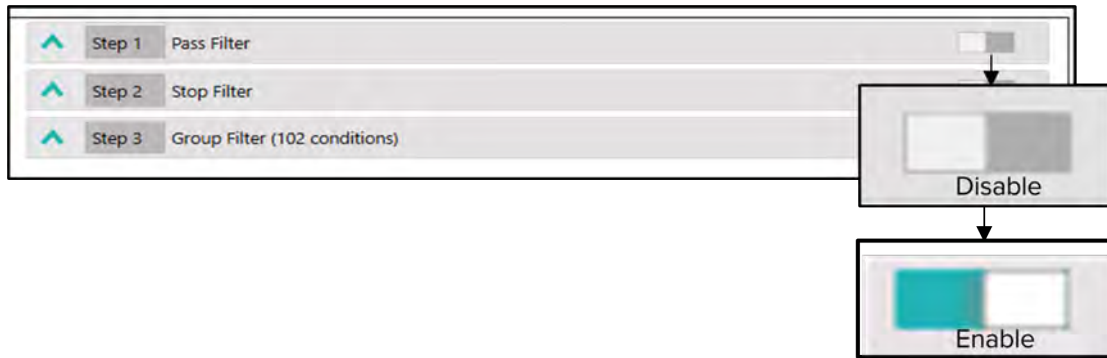 Step 1 Pass Filter
Step 2 Stop Filter
Step 3 Group Filter (102 conditions)
Disable
Enable